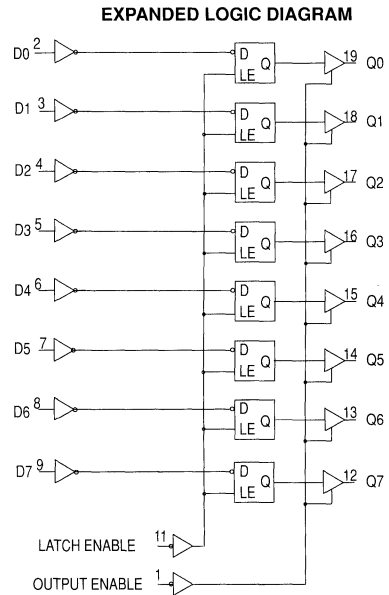 EXPANDED LOGIC DIAGRAM
D0 2 D LE Q 19 Q0
D1 3 D LE Q 18 Q1
D2 4 D LE Q 17 Q2
D3 5 D LE Q 16 Q3
D4 6 D LE Q 15 Q4
D5 7 D LE Q 14 Q5
D6 8 D LE Q 13 Q6
D7 9 D LE Q 12 Q7
LATCH ENABLE 11
OUTPUT ENABLE 1